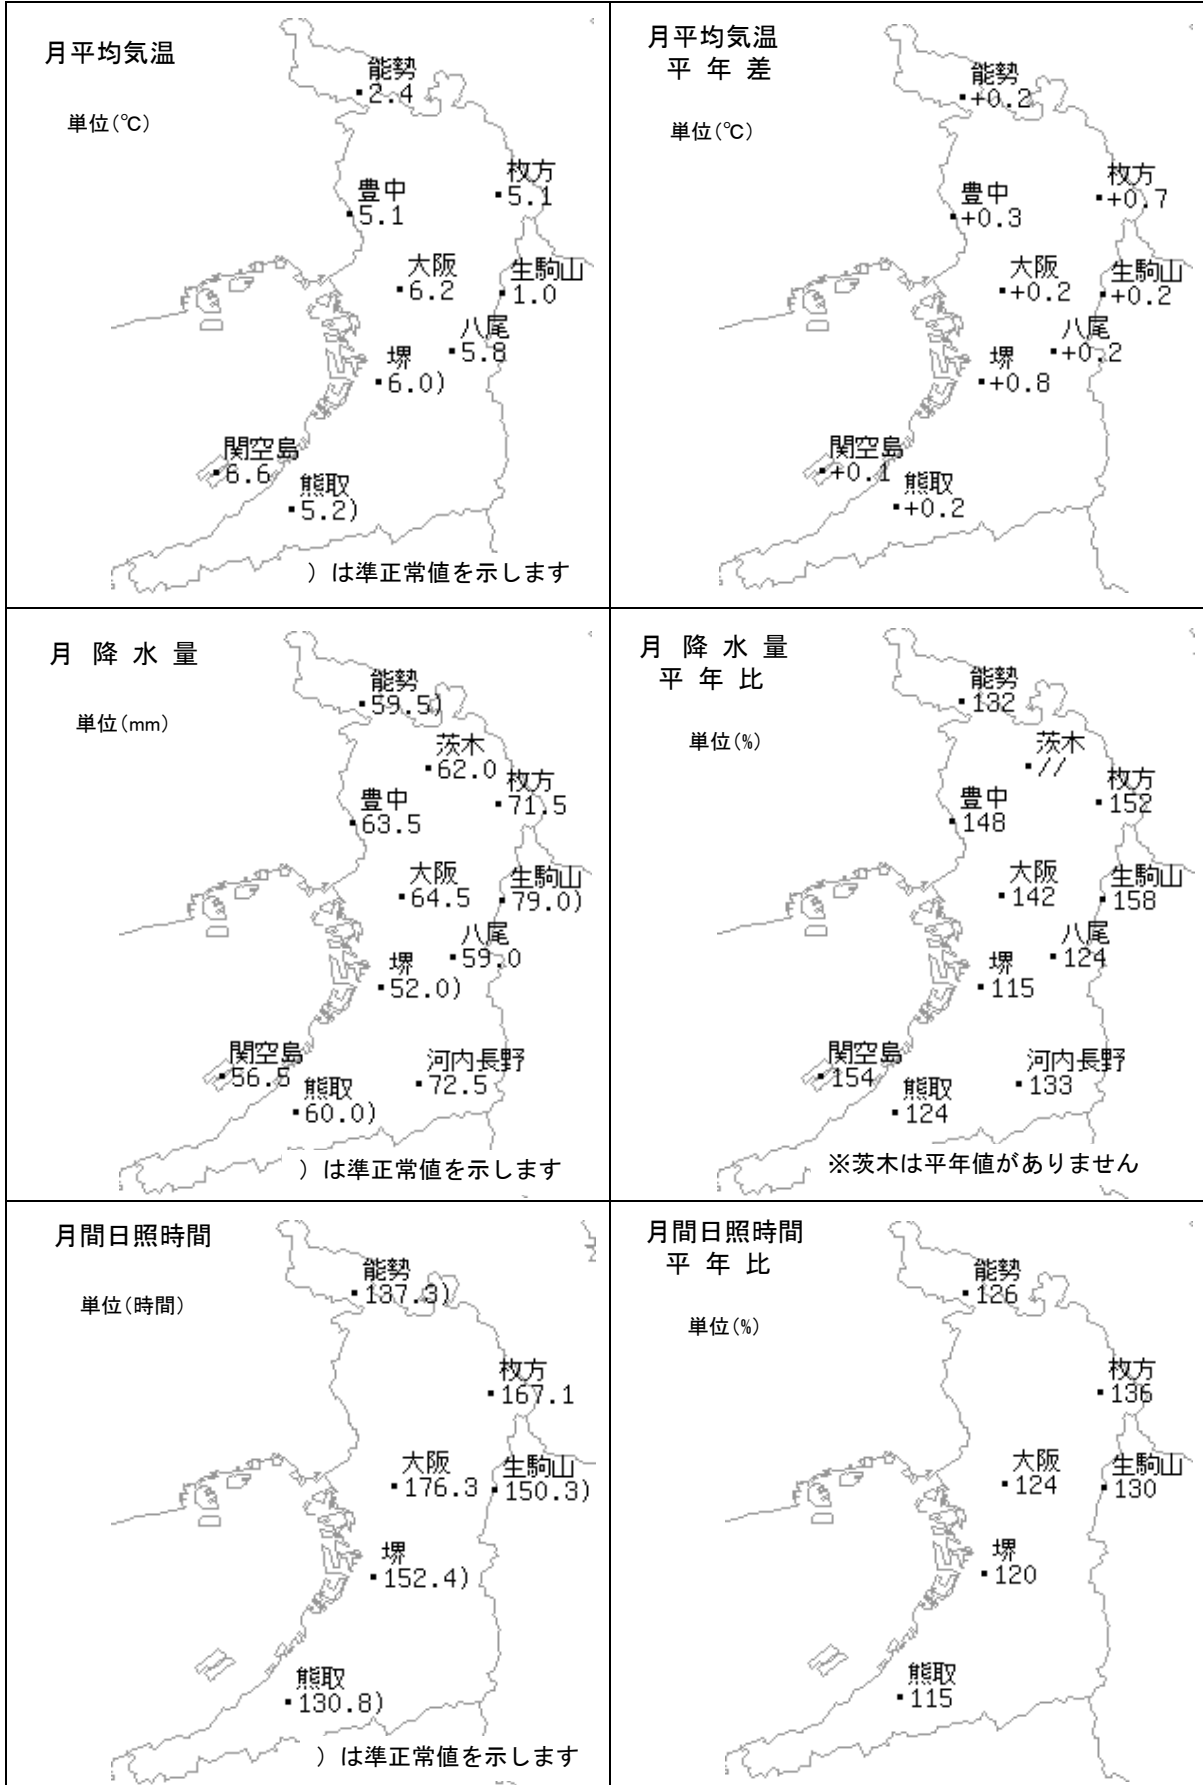 月平均気温
単位(℃)
能勢
2.4
枚方
5.1
豊中
5.1
大阪
6.2
生駒山
1.0
八尾
5.8
堺
6.0)
関空島
6.6
熊取
5.2)
）は準正常値を示します
月平均気温
平 年 差
単位(℃)
能勢
+0.2
枚方
+0.7
豊中
+0.3
大阪
+0.2
生駒山
+0.2
八尾
+0.2
堺
+0.8
関空島
+0.1
熊取
+0.2
月 降 水 量
単位(mm)
能勢
59.5)
茨木
62.0
枚方
71.5
豊中
63.5
大阪
64.5
生駒山
79.0)
八尾
59.0
堺
52.0)
関空島
56.5
河内長野
72.5
熊取
60.0)
）は準正常値を示します
月 降 水 量
平 年 比
単位(%)
能勢
132
茨木
//
枚方
152
豊中
148
大阪
142
生駒山
158
八尾
124
堺
115
関空島
154
河内長野
133
熊取
124
※茨木は平年値がありません
月間日照時間
単位(時間)
能勢
137.3)
枚方
167.1
大阪
176.3
生駒山
150.3)
堺
152.4)
熊取
130.8)
）は準正常値を示します
月間日照時間
平 年 比
単位(%)
能勢
126
枚方
136
大阪
124
生駒山
130
堺
120
熊取
115